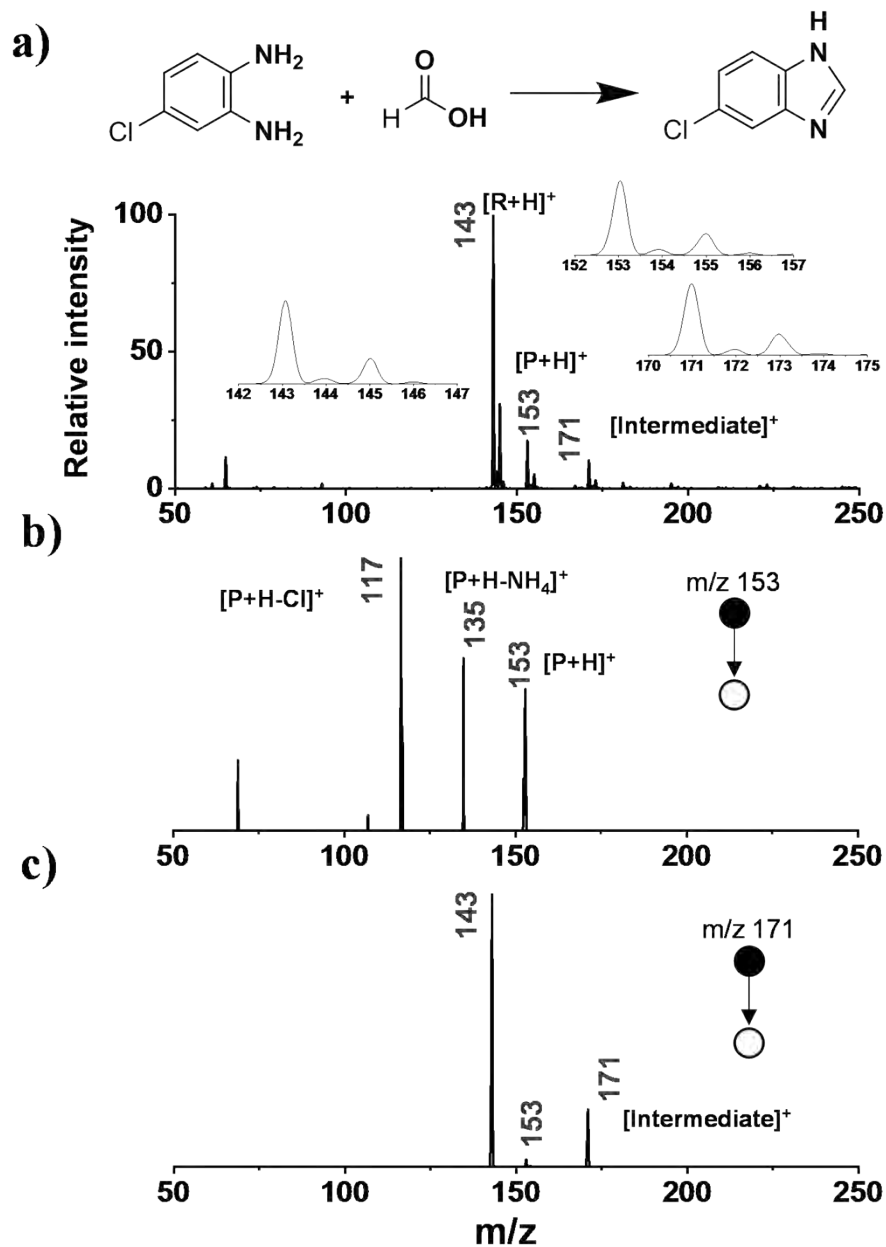 a)
NH₂
NH₂
Cl
+
O
H
OH
H
N
N
Cl
Relative intensity
100
50
0
143
[R+H]⁺
152 153 154 155 156 157
142 143 144 145 146 147
170 171 172 173 174 175
[P+H]⁺
153
171
[Intermediate]⁺
50 100 150 200 250
b)
[P+H-Cl]⁺
117
[P+H-NH₄]⁺
135
153
[P+H]⁺
m/z 153
50 100 150 200 250
c)
143
153
171
[Intermediate]⁺
m/z 171
50 100 150 200 250
m/z